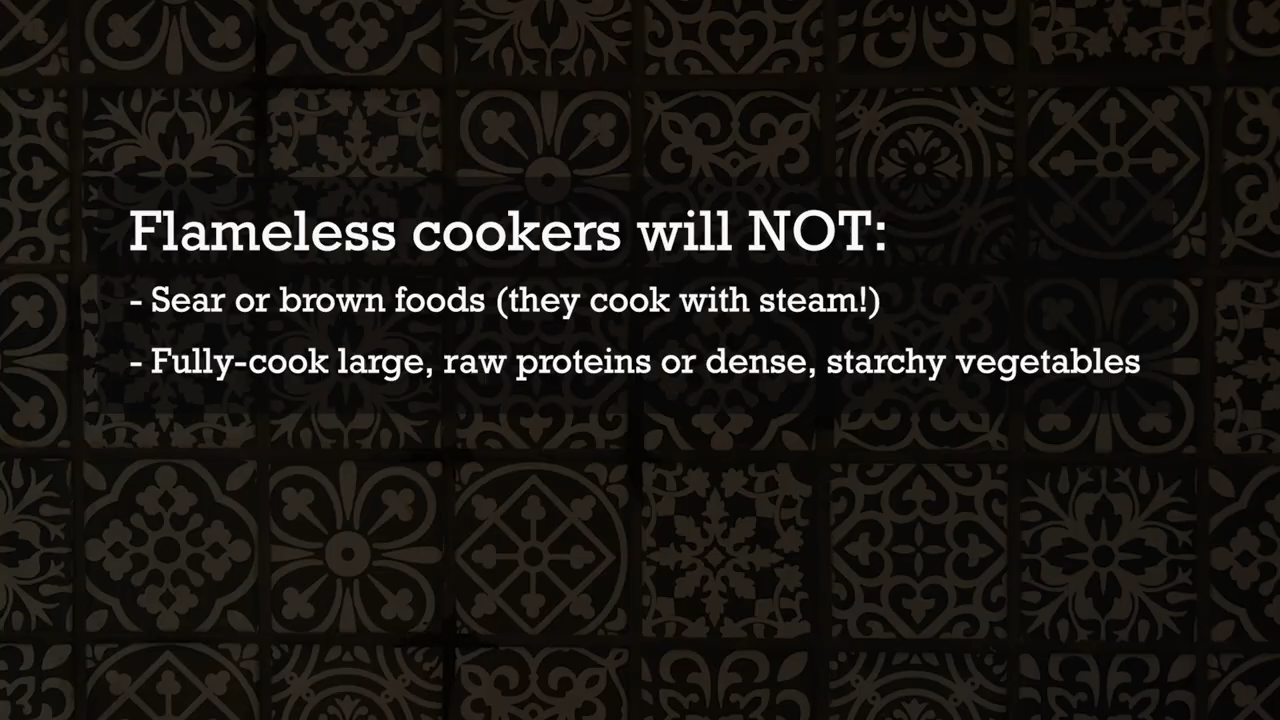 Flameless cookers will NOT:
- Sear or brown foods (they cook with steam!)
- Fully-cook large, raw proteins or dense, starchy vegetables